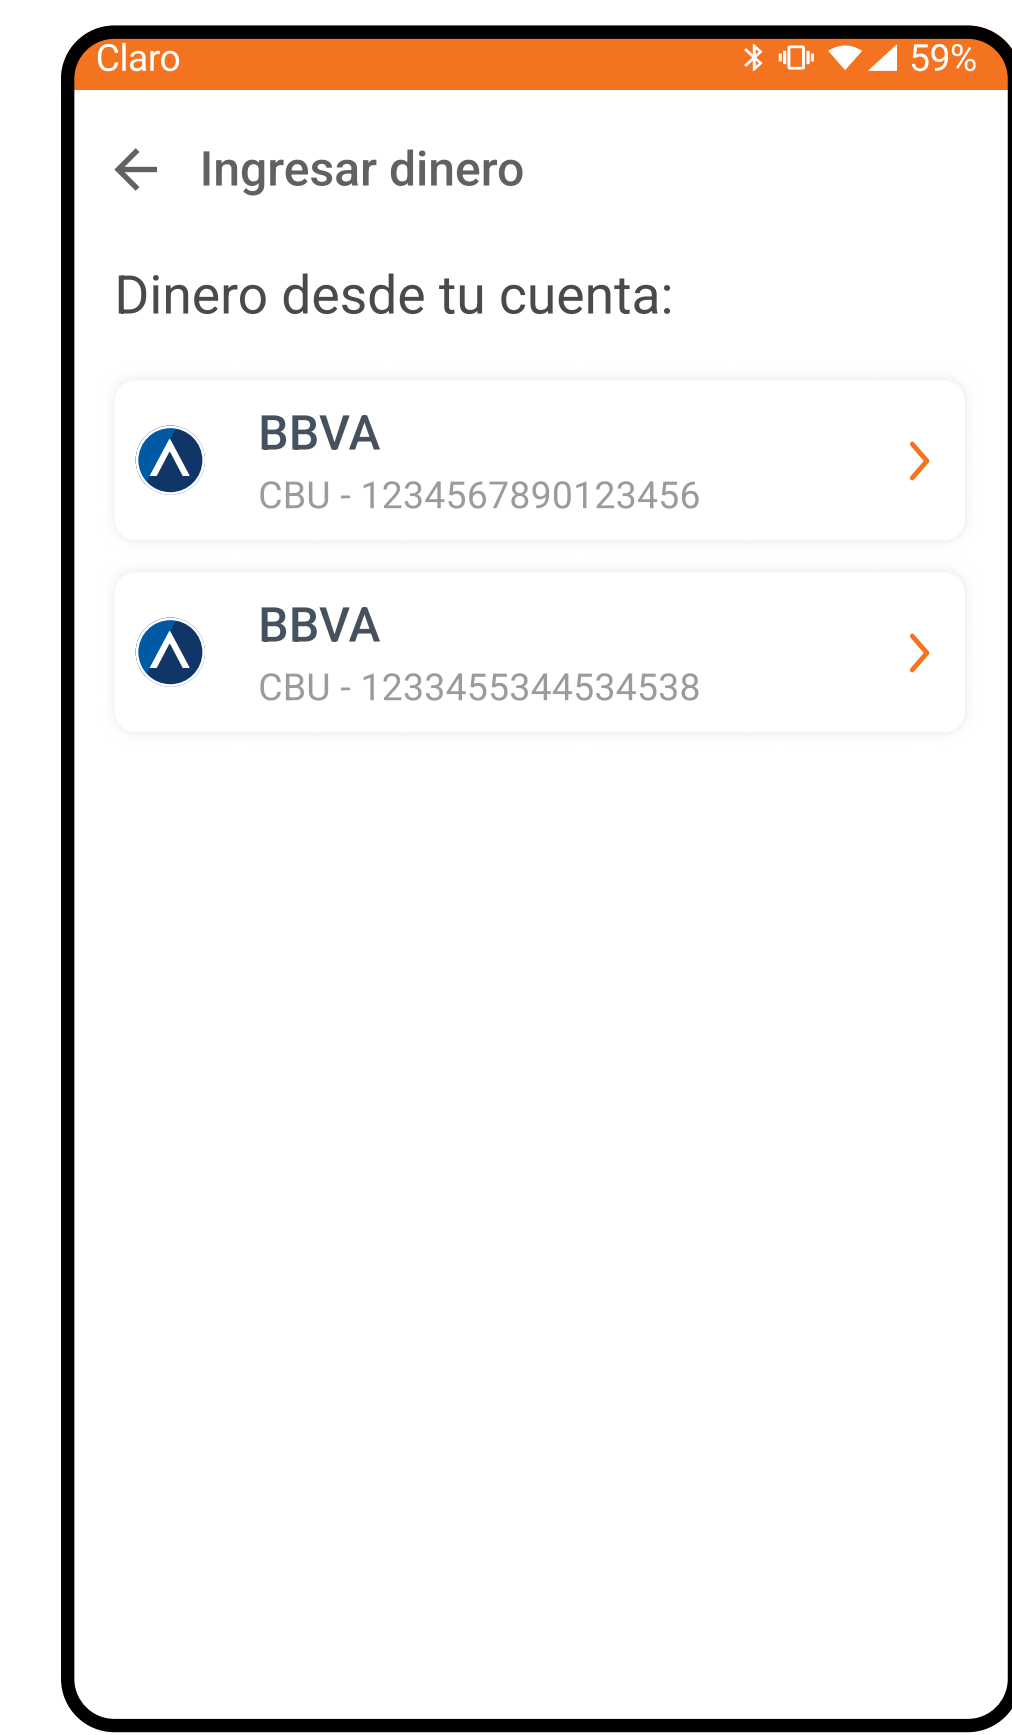 Claro 59%
Ingresar dinero
Dinero desde tu cuenta:
BBVA
CBU - 1234567890123456
BBVA
CBU - 1233455344534538